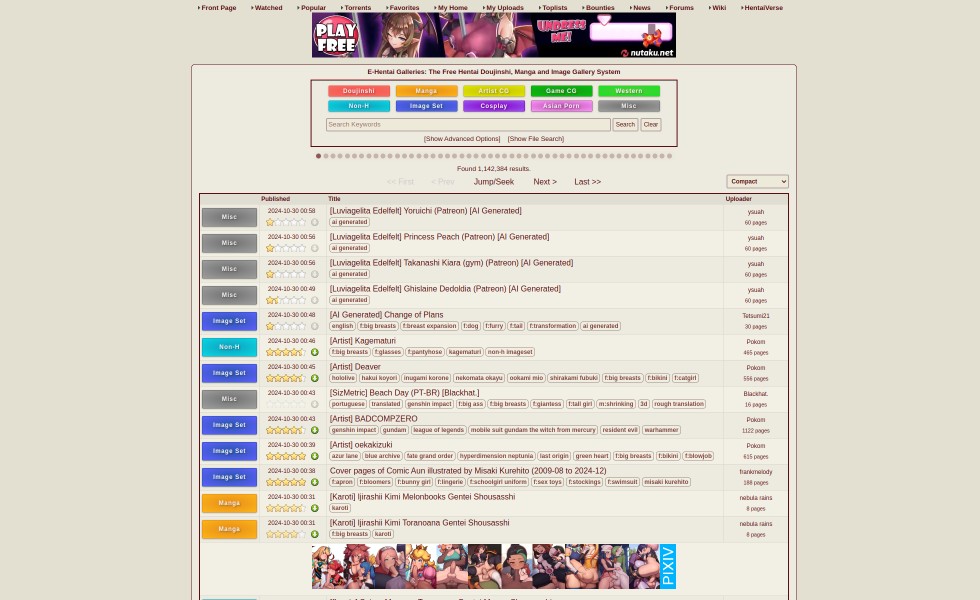 Front Page Watched Popular Torrents Favorites My Home My Uploads Toplists Bounties News Forums Wiki HentaiVerse
PLAY FREE UNDRESS ME! nutaku.net
E-Hentai Galleries: The Free Hentai Doujinshi, Manga and Image Gallery System
Doujinshi Manga Artist CG Game CG Western
Non-H Image Set Cosplay Asian Porn Misc
Search Keywords Search Clear
[Show Advanced Options] [Show File Search]
Found 1,142,384 results.
<< First < Prev Jump/Seek Next > Last >> Compact
Published Title Uploader
Misc 2024-10-30 00:58 [Luviagelita Edelfelt] Yoruichi (Patreon) [AI Generated] ysuah
ai generated 60 pages
Misc 2024-10-30 00:56 [Luviagelita Edelfelt] Princess Peach (Patreon) [AI Generated] ysuah
ai generated 60 pages
Misc 2024-10-30 00:56 [Luviagelita Edelfelt] Takanashi Kiara (gym) (Patreon) [AI Generated] ysuah
ai generated 60 pages
Misc 2024-10-30 00:49 [Luviagelita Edelfelt] Ghislaine Dedoldia (Patreon) [AI Generated] ysuah
ai generated 60 pages
Image Set 2024-10-30 00:48 [AI Generated] Change of Plans Tetsumi21
english f:big breasts f:breast expansion f:dog f:furry f:tail f:transformation ai generated 30 pages
Non-H 2024-10-30 00:46 [Artist] Kagematuri Pokom
f:big breasts f:glasses f:pantyhose kagematuri non-h imageset 465 pages
Image Set 2024-10-30 00:45 [Artist] Deaver Pokom
hololive hakui koyori inugami korone nekomata okayu ookami mio shirakami fubuki f:big breasts f:bikini f:catgirl 556 pages
Misc 2024-10-30 00:43 [SizMetric] Beach Day (PT-BR) [Blackhat.] Blackhat.
portuguese translated genshin impact f:big ass f:big breasts f:giantess f:tall girl m:shrinking 3d rough translation 16 pages
Image Set 2024-10-30 00:43 [Artist] BADCOMPZERO Pokom
genshin impact gundam league of legends mobile suit gundam the witch from mercury resident evil warhammer 1122 pages
Image Set 2024-10-30 00:39 [Artist] oekakizuki Pokom
azur lane blue archive fate grand order hyperdimension neptunia last origin green heart f:big breasts f:bikini f:blowjob 615 pages
Image Set 2024-10-30 00:38 Cover pages of Comic Aun illustrated by Misaki Kurehito (2009-08 to 2024-12) frankmelody
f:apron f:bloomers f:bunny girl f:lingerie f:schoolgirl uniform f:sex toys f:stockings f:swimsuit misaki kurehito 188 pages
Manga 2024-10-30 00:31 [Karoti] Ijirashii Kimi Melonbooks Gentei Shousasshi nebula rains
karoti 8 pages
Manga 2024-10-30 00:31 [Karoti] Ijirashii Kimi Toranoana Gentei Shousasshi nebula rains
f:big breasts karoti 8 pages
PIXIV